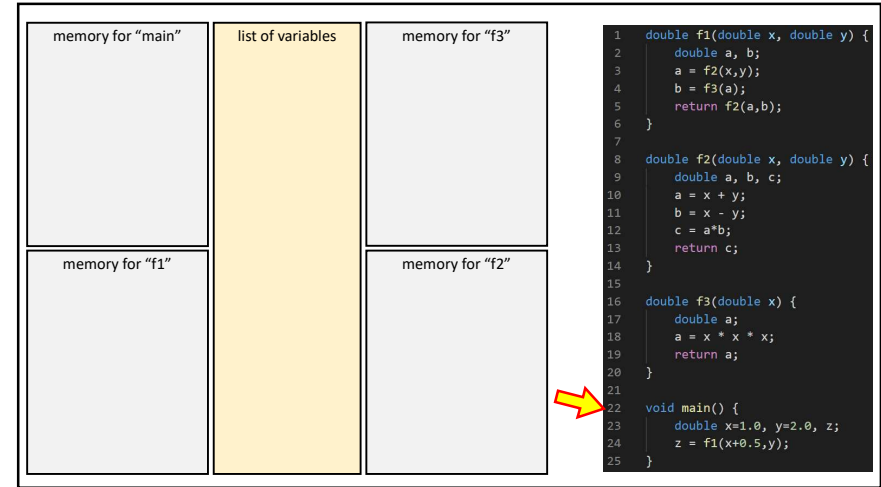 memory for “main”
list of variables
memory for “f3”
memory for “f1”
memory for “f2”
1 double f1(double x, double y) {
2 double a, b;
3 a = f2(x,y);
4 b = f3(a);
5 return f2(a,b);
6 }
7
8 double f2(double x, double y) {
9 double a, b, c;
10 a = x + y;
11 b = x - y;
12 c = a*b;
13 return c;
14 }
15
16 double f3(double x) {
17 double a;
18 a = x * x * x;
19 return a;
20 }
21
22 void main() {
23 double x=1.0, y=2.0, z;
24 z = f1(x+0.5,y);
25 }